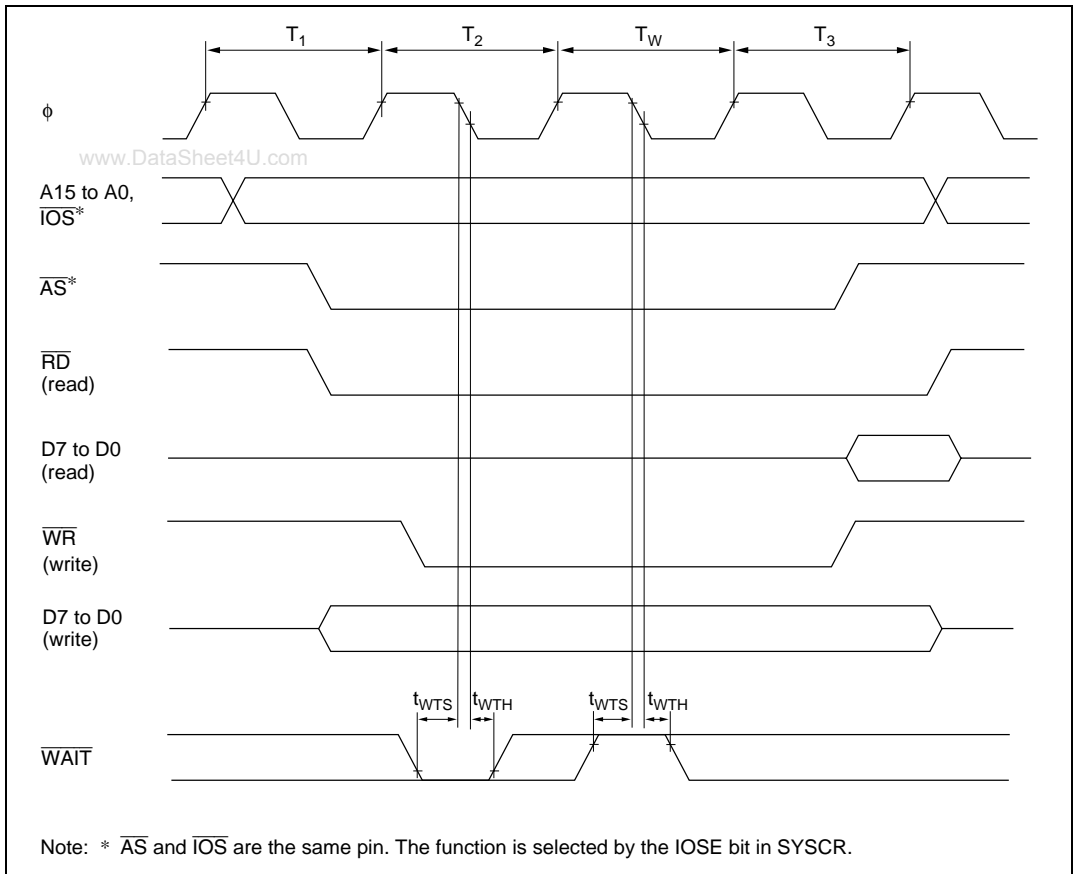 T1 T2 TW T3
ϕ
www.DataSheet4U.com
A15 to A0,
IOS*
AS*
RD
(read)
D7 to D0
(read)
WR
(write)
D7 to D0
(write)
tWTS tWTH tWTS tWTH
WAIT
Note: * AS and IOS are the same pin. The function is selected by the IOSE bit in SYSCR.